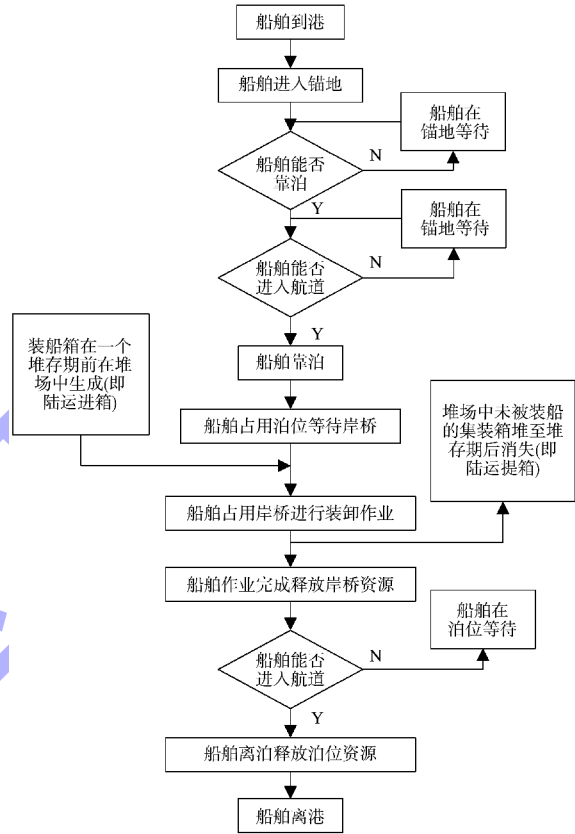 船舶到港
船舶进入锚地
船舶在
锚地等待
船舶能否
靠泊
N
Y
船舶在
锚地等待
船舶能否
进入航道
N
Y
装船箱在一个
堆存期前在堆
场中生成(即
陆运进箱)
船舶靠泊
船舶占用泊位等待岸桥
堆场中未被装船
的集装箱堆至堆
存期后消失(即
陆运提箱)
船舶占用岸桥进行装卸作业
船舶作业完成释放岸桥资源
船舶在
泊位等待
船舶能否
进入航道
N
Y
船舶离泊释放泊位资源
船舶离港